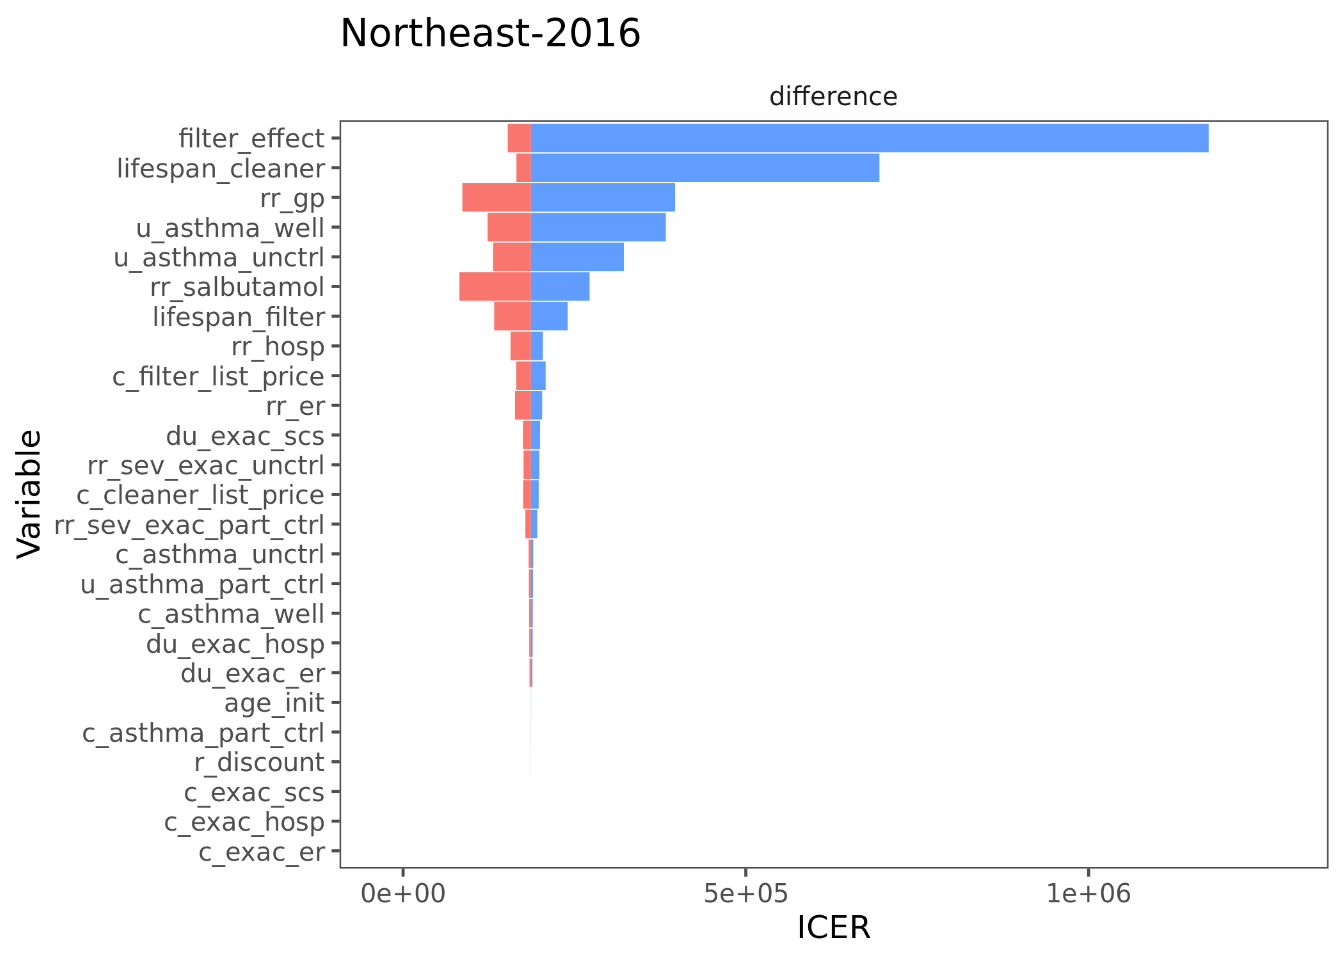 Northeast-2016
difference
filter_effect
lifespan_cleaner
rr_gp
u_asthma_well
u_asthma_unctrl
rr_salbutamol
lifespan_filter
rr_hosp
c_filter_list_price
rr_er
du_exac_scs
rr_sev_exac_unctrl
c_cleaner_list_price
rr_sev_exac_part_ctrl
c_asthma_unctrl
u_asthma_part_ctrl
c_asthma_well
du_exac_hosp
du_exac_er
age_init
c_asthma_part_ctrl
r_discount
c_exac_scs
c_exac_hosp
c_exac_er
Variable
0e+00 5e+05 1e+06
ICER